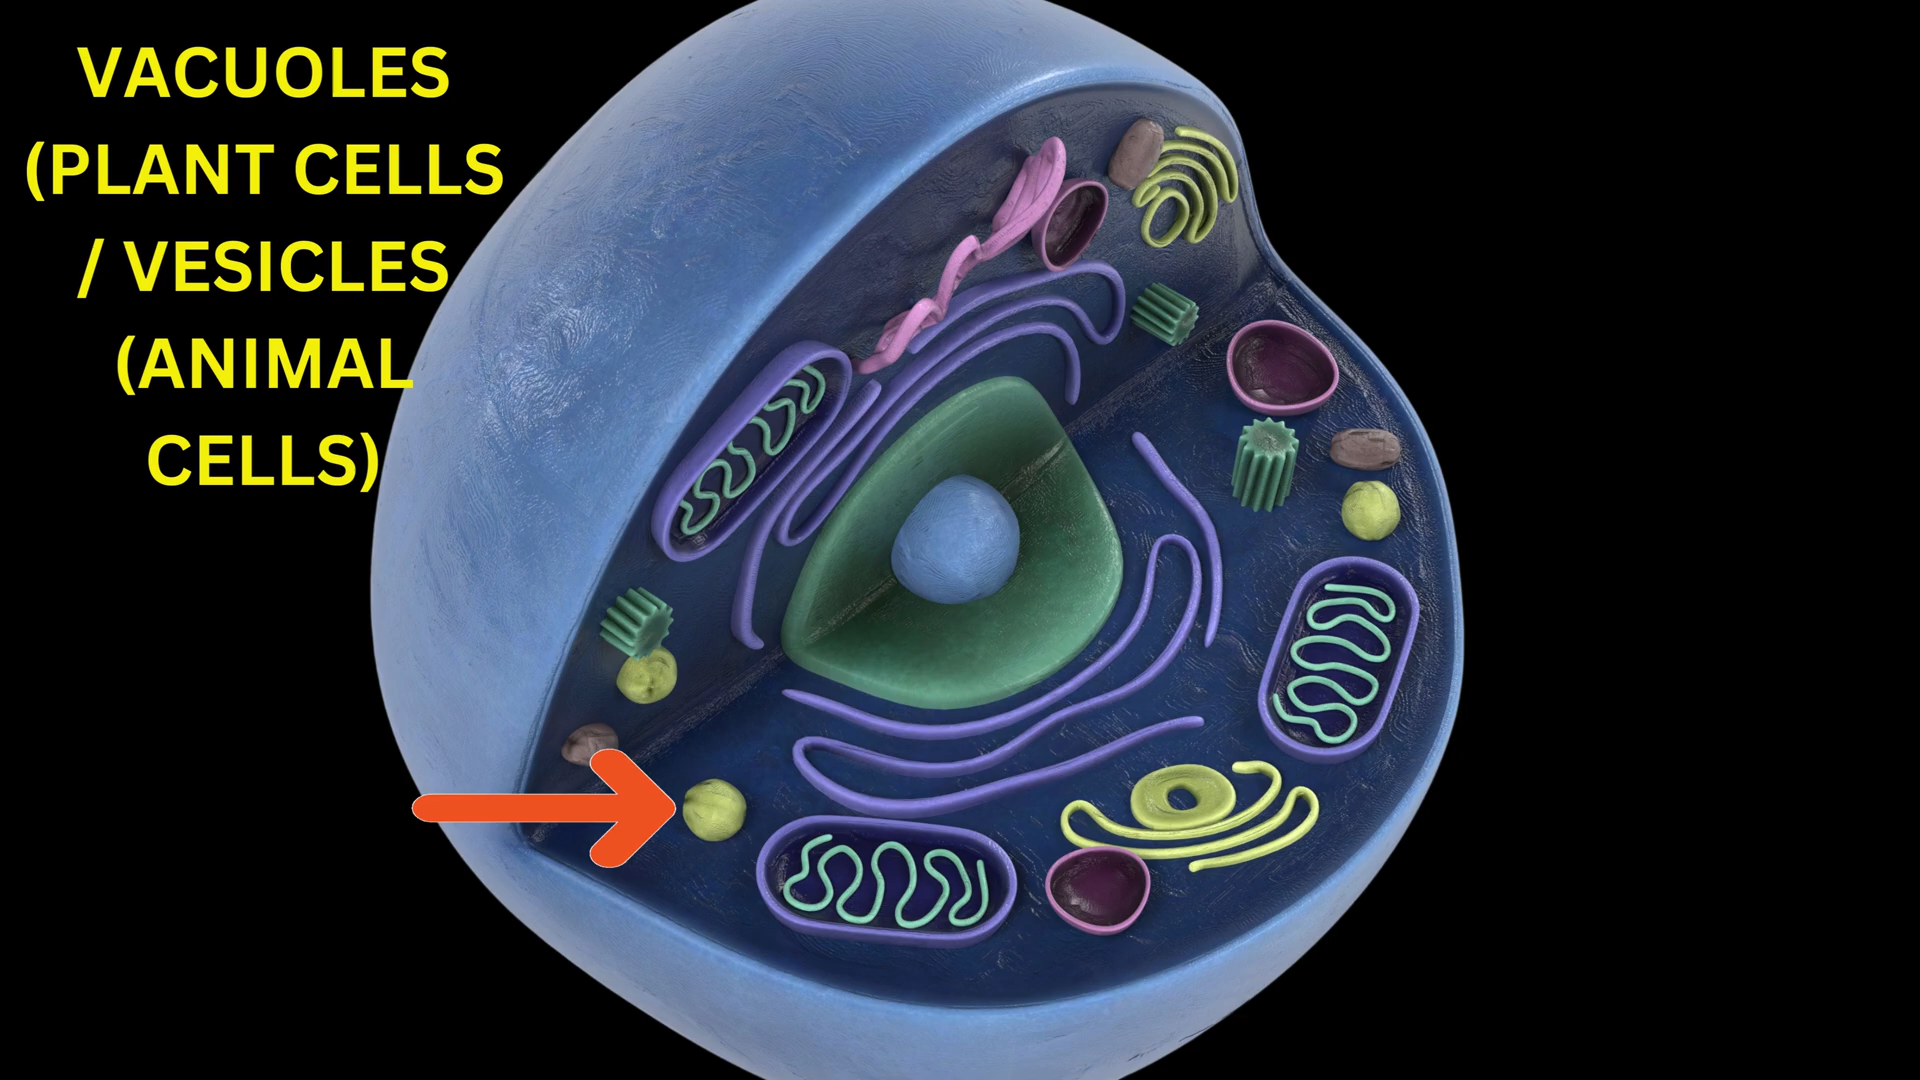 VACUOLES
(PLANT CELLS
/ VESICLES
(ANIMAL
CELLS)